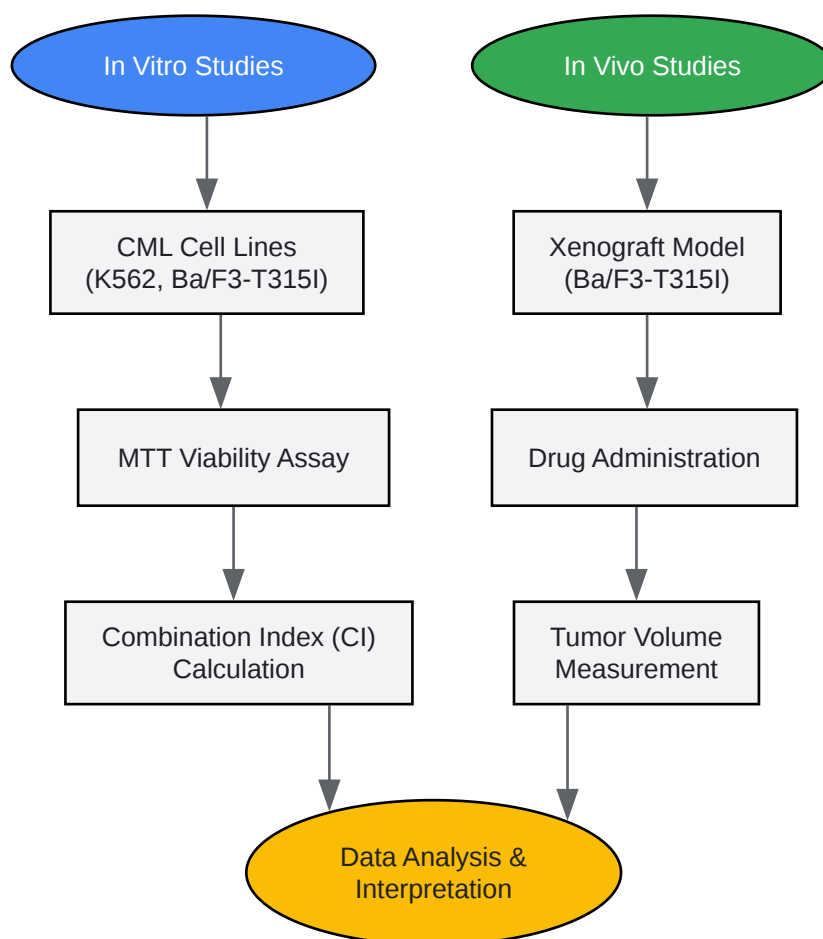 In Vitro Studies
In Vivo Studies
CML Cell Lines
(K562, Ba/F3-T315I)
Xenograft Model
(Ba/F3-T315I)
MTT Viability Assay
Drug Administration
Combination Index (CI)
Calculation
Tumor Volume
Measurement
Data Analysis &
Interpretation